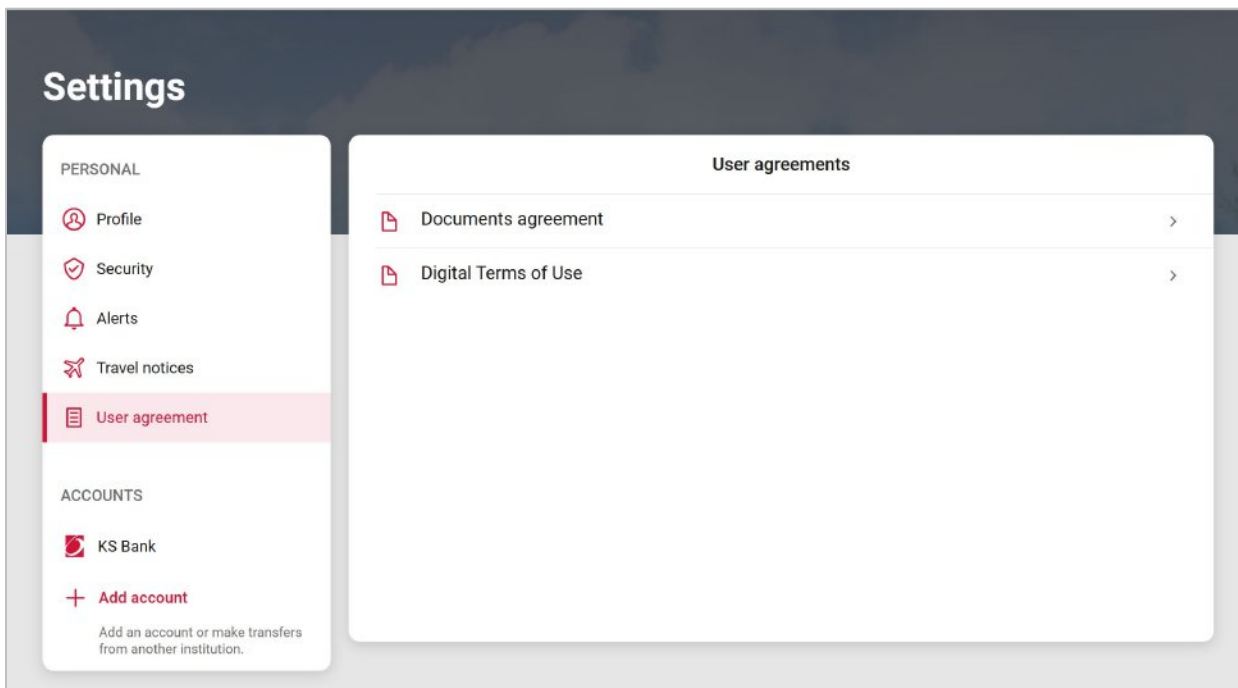 Settings
PERSONAL
Profile
Security
Alerts
Travel notices
User agreement
ACCOUNTS
KS Bank
Add account
Add an account or make transfers
from another institution.
User agreements
Documents agreement
Digital Terms of Use